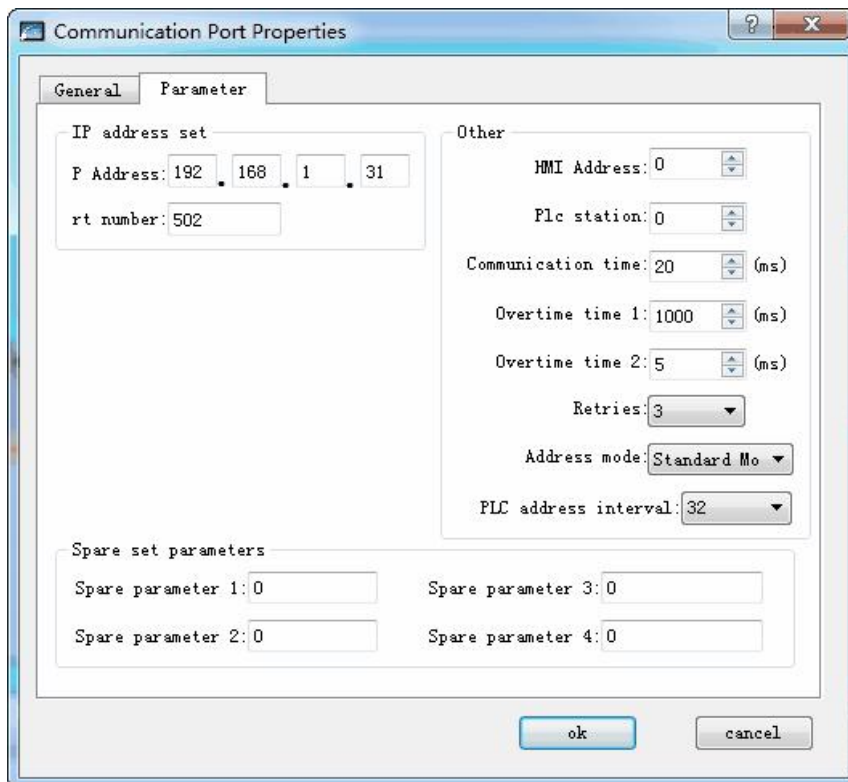 Communication Port Properties
General Parameter
IP address set
P Address: 192 . 168 . 1 . 31
rt number: 502
Other
HMI Address: 0
Plc station: 0
Communication time: 20 (ms)
Overtime time 1: 1000 (ms)
Overtime time 2: 5 (ms)
Retries: 3
Address mode: Standard Mo
PLC address interval: 32
Spare set parameters
Spare parameter 1: 0 Spare parameter 3: 0
Spare parameter 2: 0 Spare parameter 4: 0
ok cancel